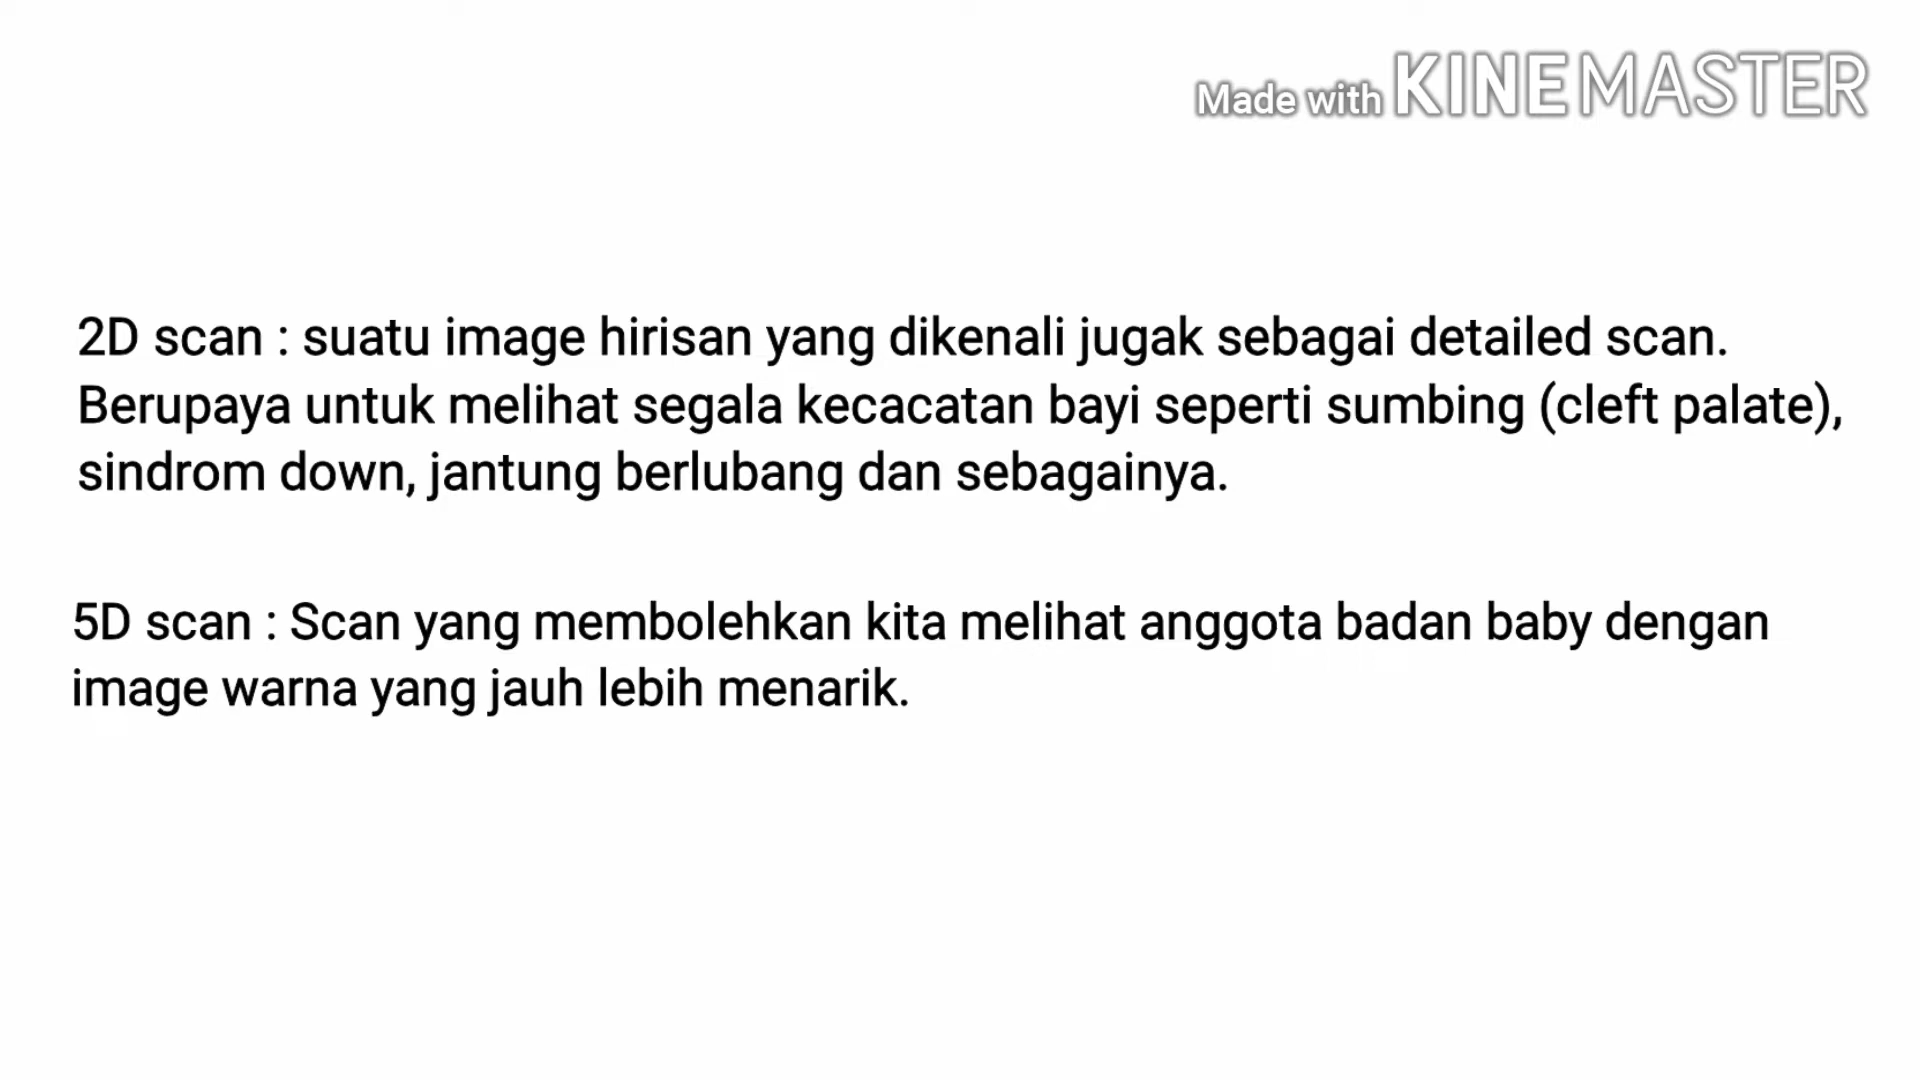 Made with KINEMASTER
2D scan : suatu image hirisan yang dikenali jugak sebagai detailed scan.
Berupaya untuk melihat segala kecacatan bayi seperti sumbing (cleft palate),
sindrom down, jantung berlubang dan sebagainya.
5D scan : Scan yang membolehkan kita melihat anggota badan baby dengan
image warna yang jauh lebih menarik.